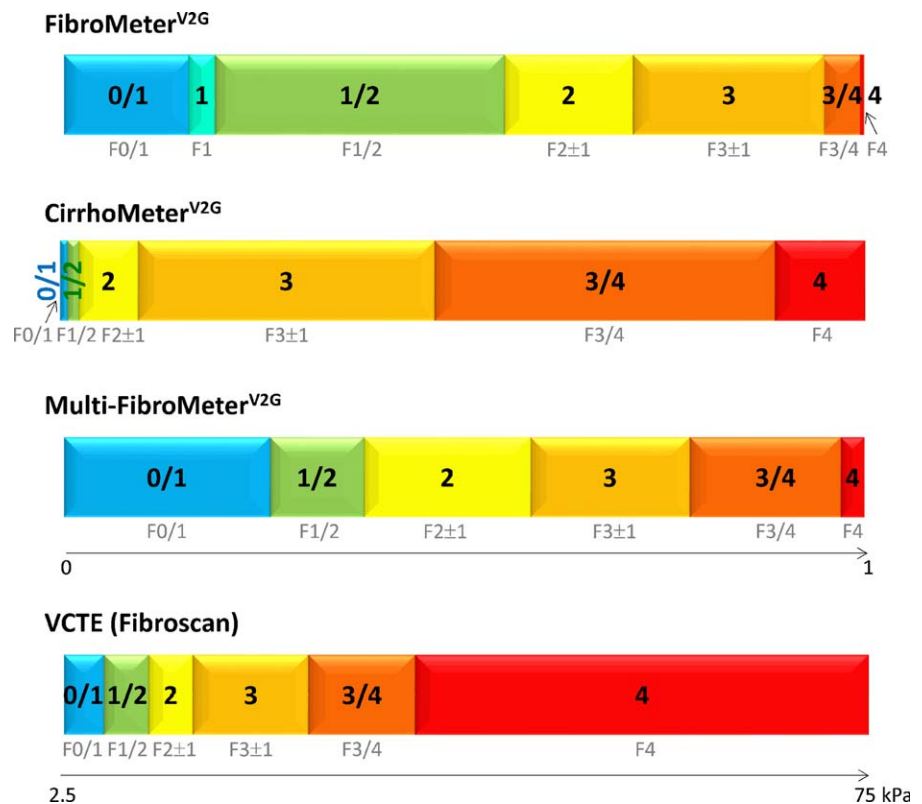 FibroMeterV2G
0/1 1 1/2 2 3 3/4 4
F0/1 F1 F1/2 F2±1 F3±1 F3/4 F4
CirrhoMeterV2G
0/1 1/2 2 3 3/4 4
F0/1 F1/2 F2±1 F3±1 F3/4 F4
Multi-FibroMeterV2G
0/1 1/2 2 3 3/4 4
F0/1 F1/2 F2±1 F3±1 F3/4 F4
0 1
VCTE (Fibroscan)
0/1 1/2 2 3 3/4 4
F0/1 F1/2 F2±1 F3±1 F3/4 F4
2.5 75 kPa